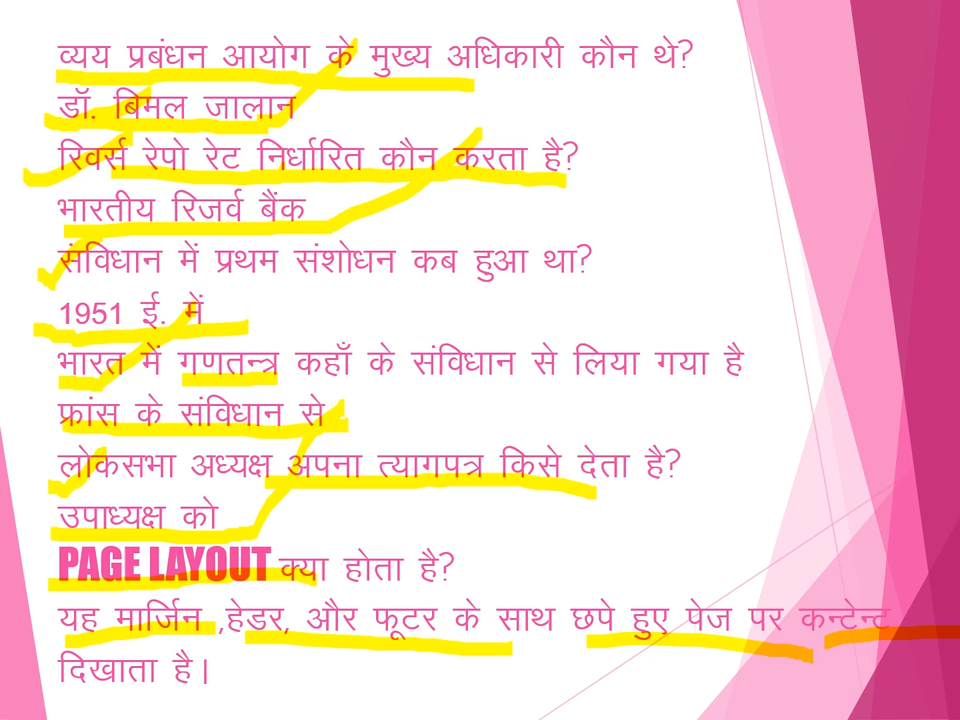 व्यय प्रबंधन आयोग के मुख्य अधिकारी कौन थे?
डॉ. बिमल जालान
रिवर्स रेपो रेट निर्धारित कौन करता है?
भारतीय रिजर्व बैंक
संविधान में प्रथम संशोधन कब हुआ था?
1951 ई. में
भारत में गणतन्त्र कहाँ के संविधान से लिया गया है
फ्रांस के संविधान से
लोकसभा अध्यक्ष अपना त्यागपत्र किसे देता है?
उपाध्यक्ष को
PAGE LAYOUT क्या होता है?
यह मार्जिन ,हेडर, और फूटर के साथ छपे हुए पेज पर कन्टेन्ट
दिखाता है।